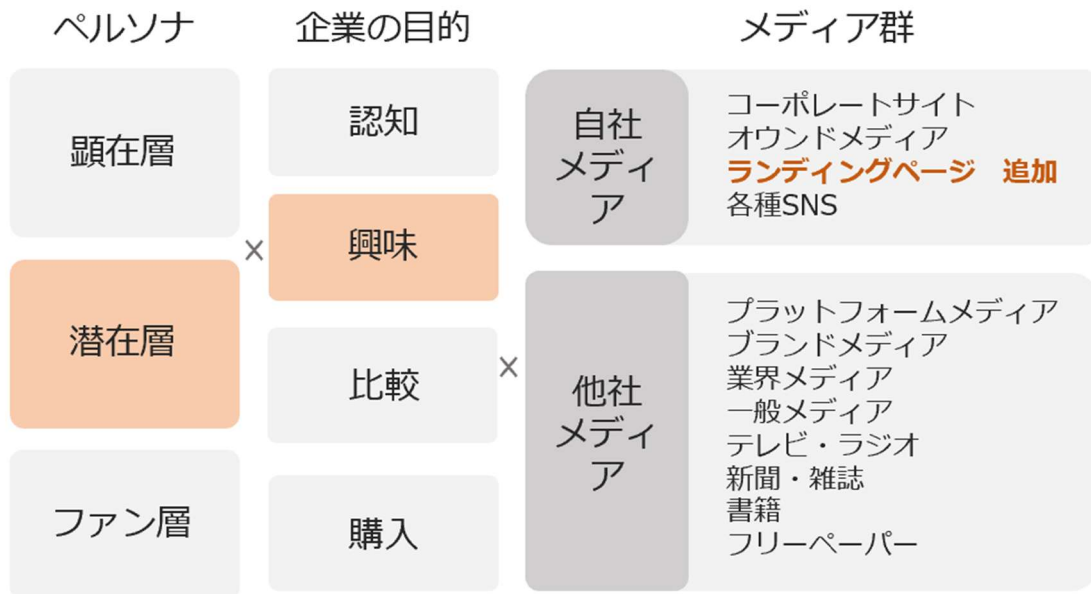 ペルソナ
企業の目的
メディア群
顕在層
潜在層
ファン層
×
認知
興味
比較
購入
×
自社
メディ
ア
コーポレートサイト
オウンドメディア
ランディングページ　追加
各種SNS
他社
メディ
ア
プラットフォームメディア
ブランドメディア
業界メディア
一般メディア
テレビ・ラジオ
新聞・雑誌
書籍
フリーペーパー